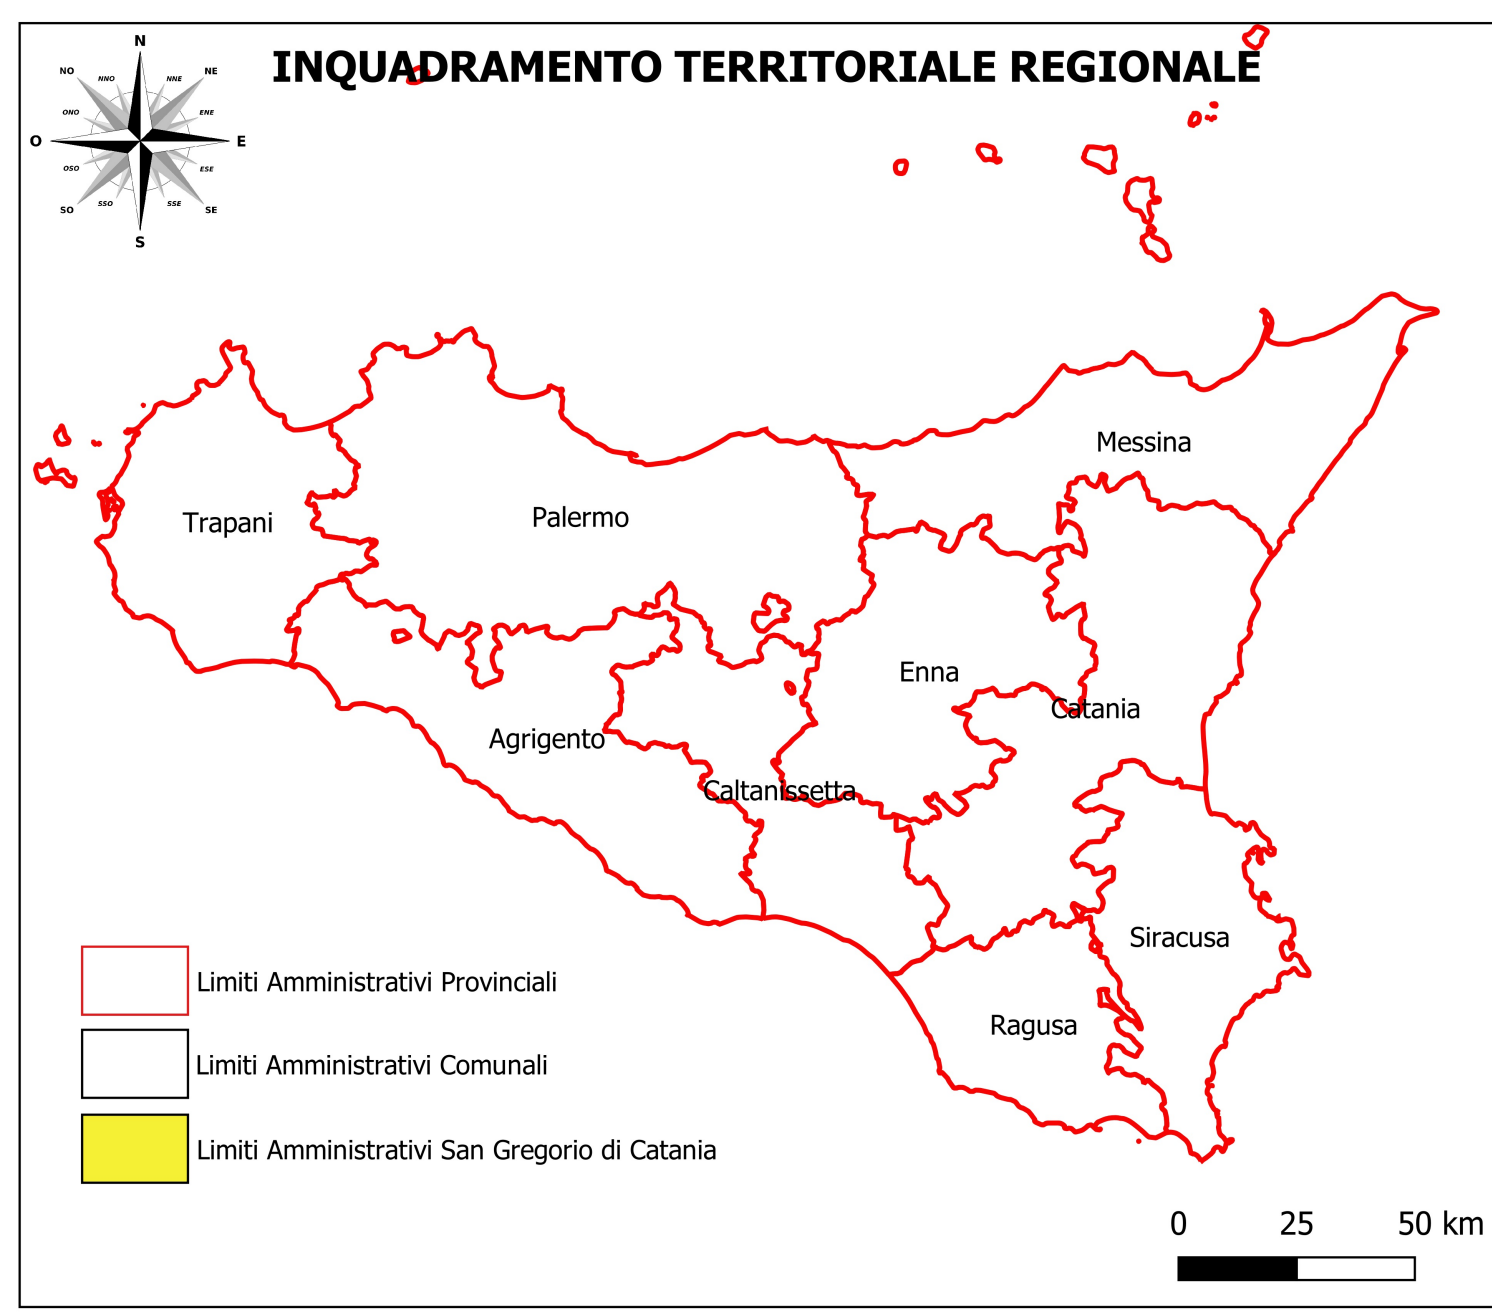 INQUADRAMENTO TERRITORIALE REGIONALE
N
NNO NNE
NO NE
ONO ENE
O E
OSO ESE
SO SE
SSO SSE
S
Messina
Trapani
Palermo
Enna
Catania
Agrigento
Caltanissetta
Siracusa
Ragusa
Limiti Amministrativi Provinciali
Limiti Amministrativi Comunali
Limiti Amministrativi San Gregorio di Catania
0 25 50 km